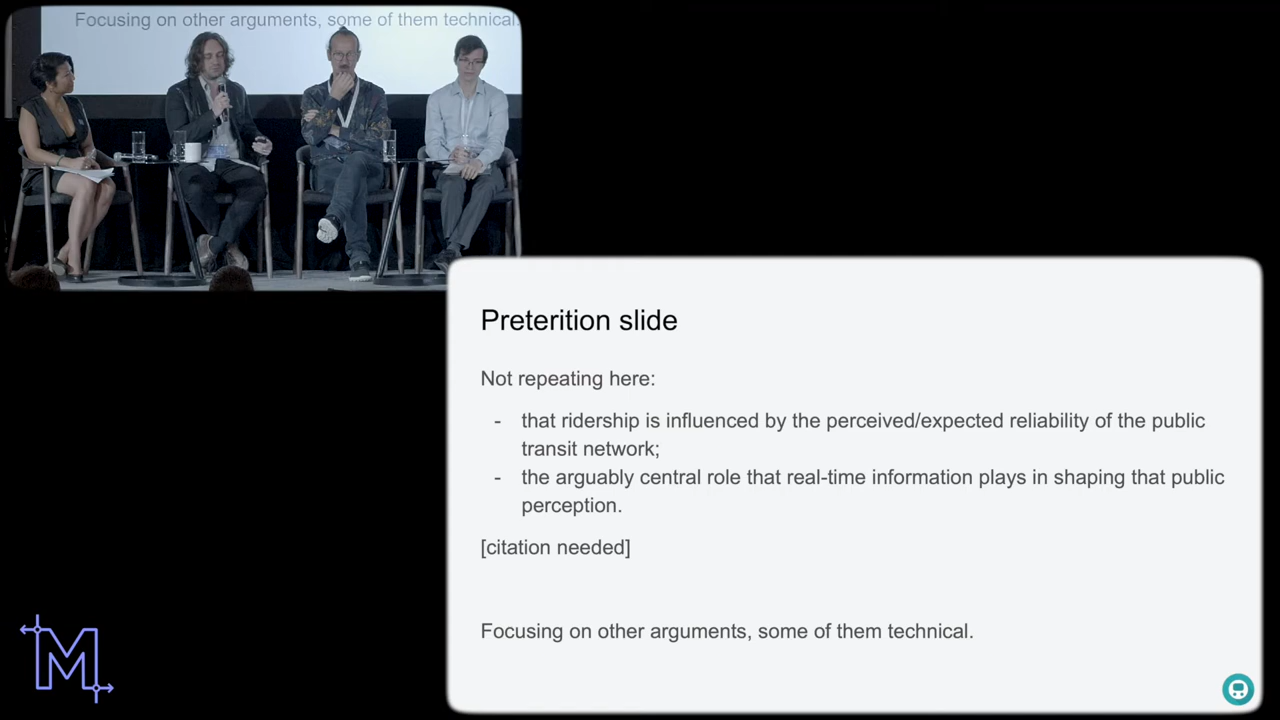 Focusing on other arguments, some of them technical.
Preterition slide
Not repeating here:
- that ridership is influenced by the perceived/expected reliability of the public
transit network;
- the arguably central role that real-time information plays in shaping that public
perception.
[citation needed]
Focusing on other arguments, some of them technical.
M